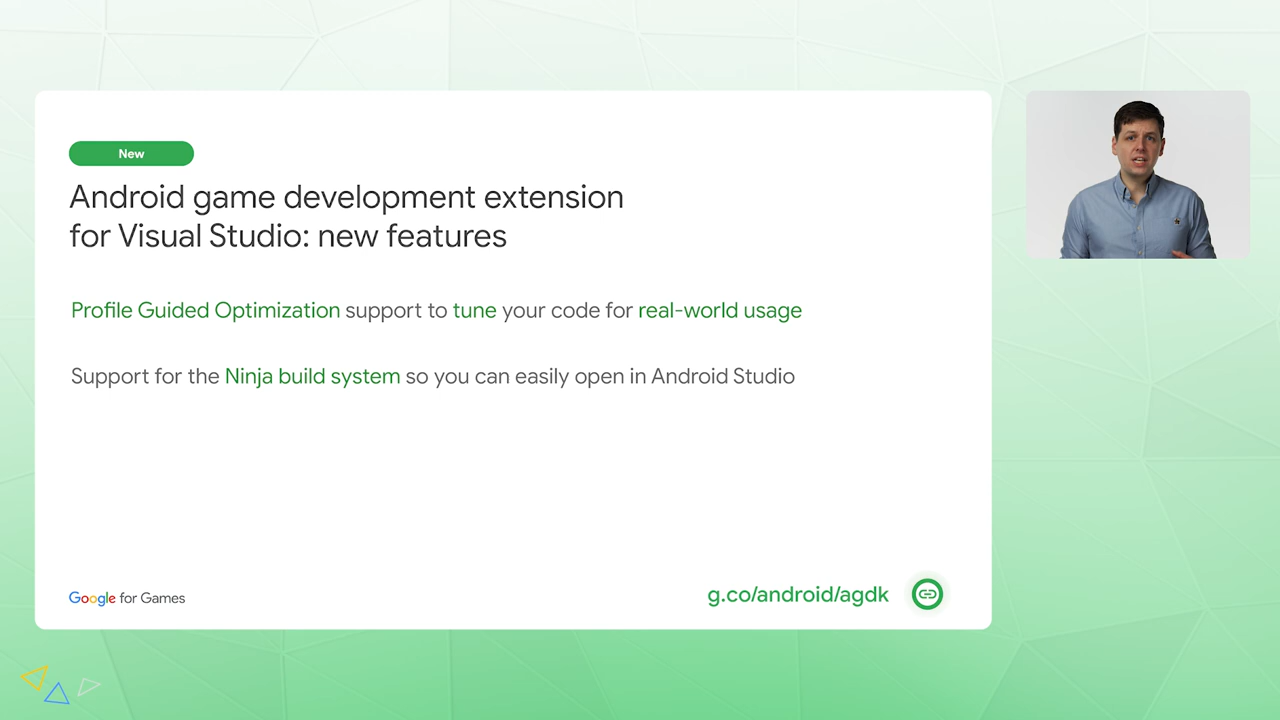 New
Android game development extension
for Visual Studio: new features
Profile Guided Optimization support to tune your code for real-world usage
Support for the Ninja build system so you can easily open in Android Studio
Google for Games
g.co/android/agdk